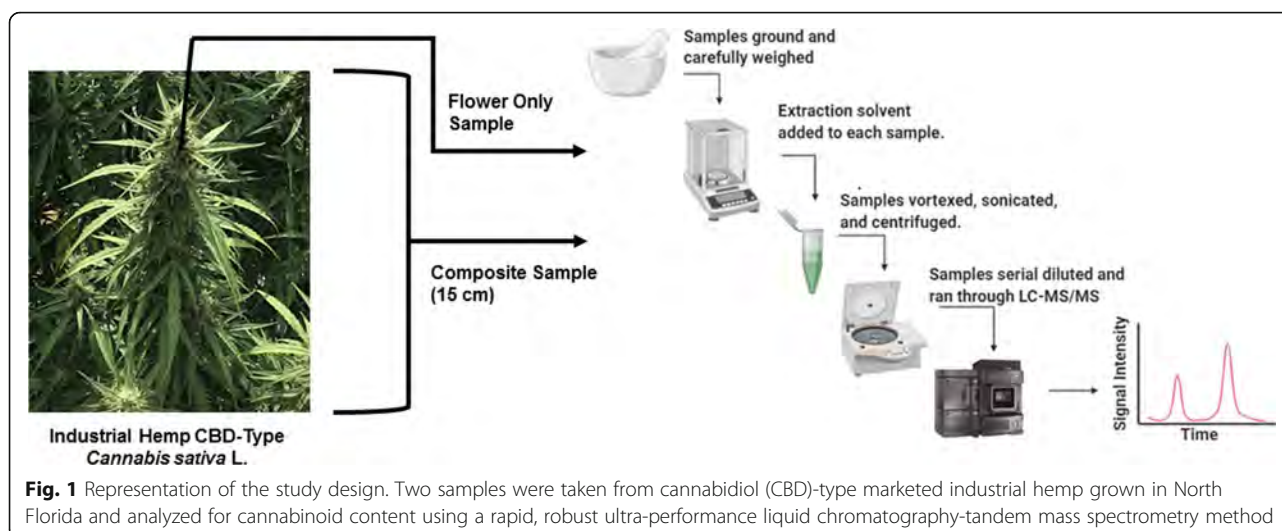 Samples ground and
carefully weighed
Flower Only
Sample
Extraction solvent
added to each sample.
Samples vortexed, sonicated,
and centrifuged.
Composite Sample
(15 cm)
Samples serial diluted and
ran through LC-MS/MS
Signal Intensity
Time
Industrial Hemp CBD-Type
Cannabis sativa L.
Fig. 1 Representation of the study design. Two samples were taken from cannabidiol (CBD)-type marketed industrial hemp grown in North
Florida and analyzed for cannabinoid content using a rapid, robust ultra-performance liquid chromatography-tandem mass spectrometry method